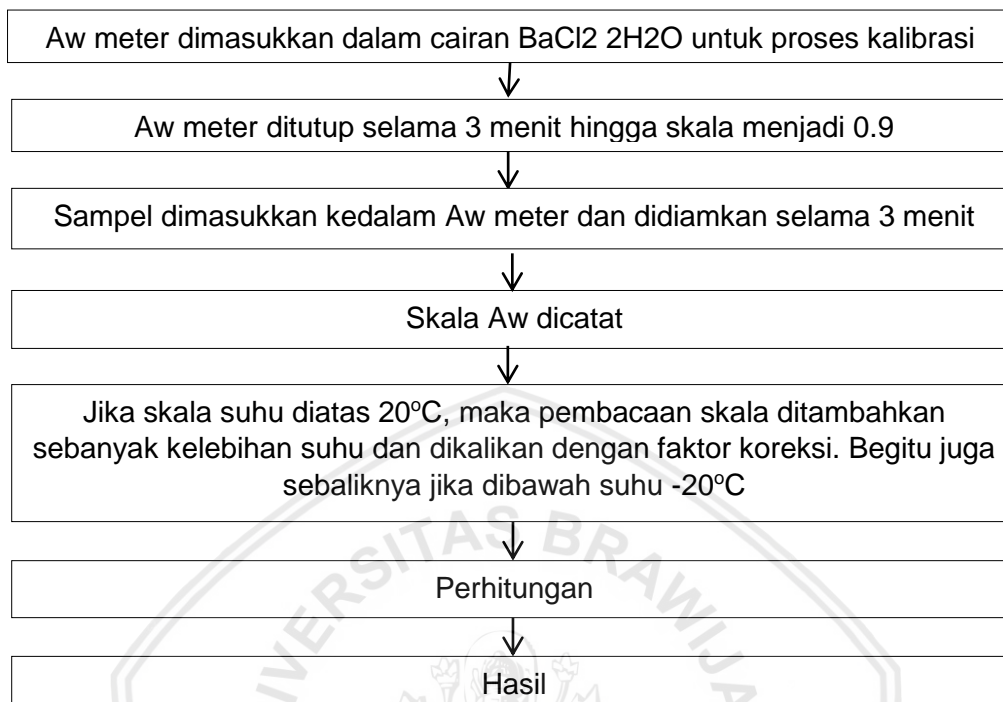 Aw meter dimasukkan dalam cairan BaCl2 2H2O untuk proses kalibrasi
Aw meter ditutup selama 3 menit hingga skala menjadi 0.9
Sampel dimasukkan kedalam Aw meter dan didiamkan selama 3 menit
Skala Aw dicatat
Jika skala suhu diatas 20°C, maka pembacaan skala ditambahkan
sebanyak kelebihan suhu dan dikalikan dengan faktor koreksi. Begitu juga
sebaliknya jika dibawah suhu -20°C
Perhitungan
Hasil